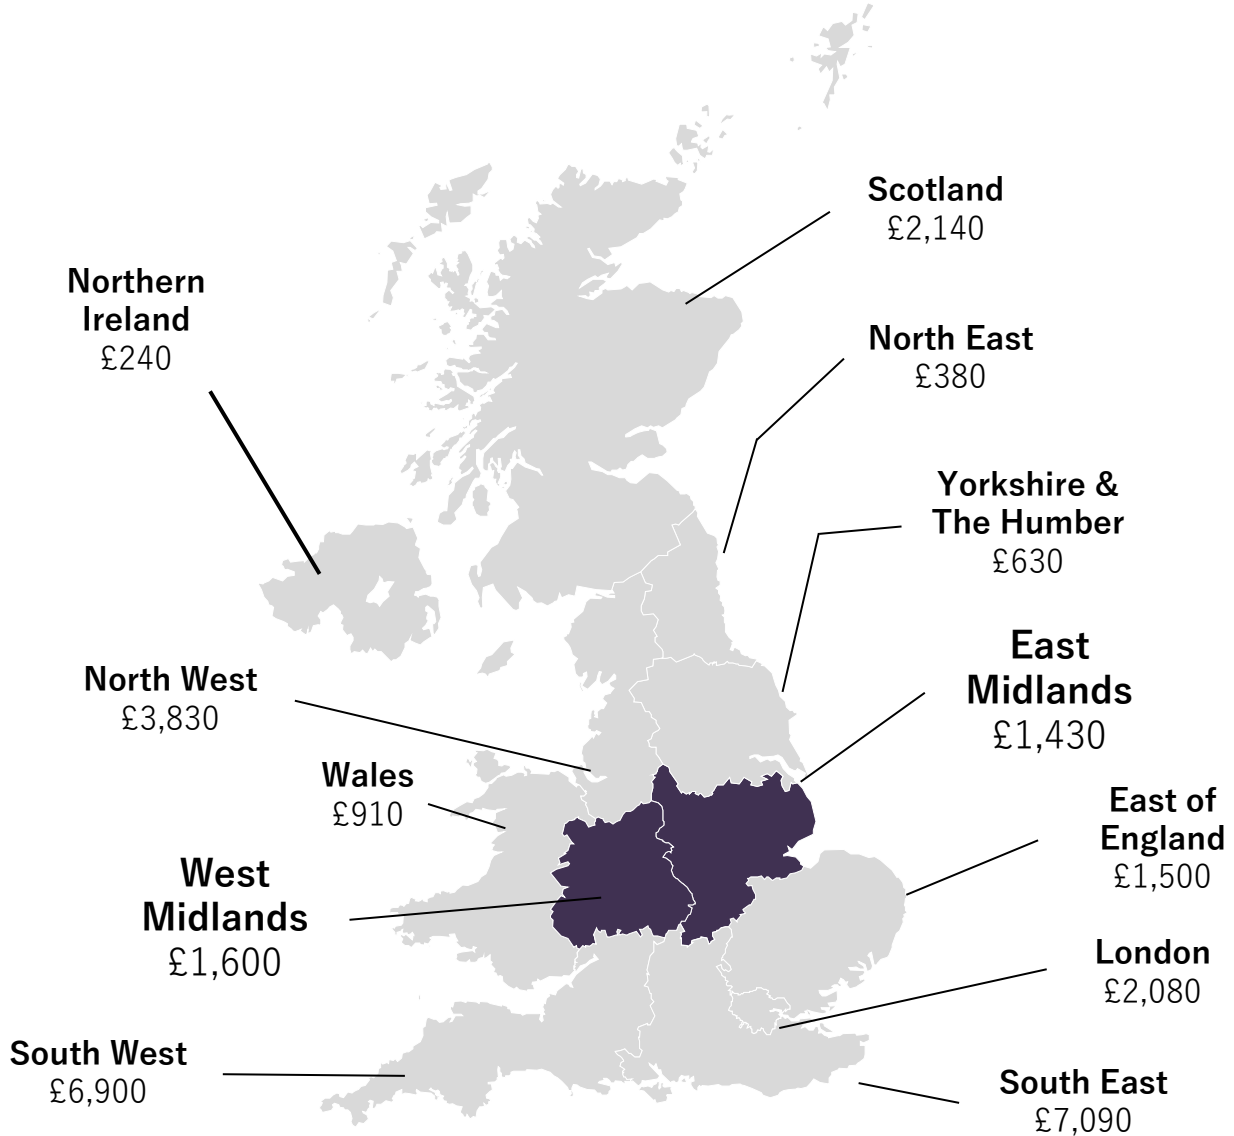 Scotland
£2,140
Northern
Ireland
£240
North East
£380
Yorkshire &
The Humber
£630
East
Midlands
£1,430
North West
£3,830
Wales
£910
East of
England
£1,500
West
Midlands
£1,600
London
£2,080
South West
£6,900
South East
£7,090